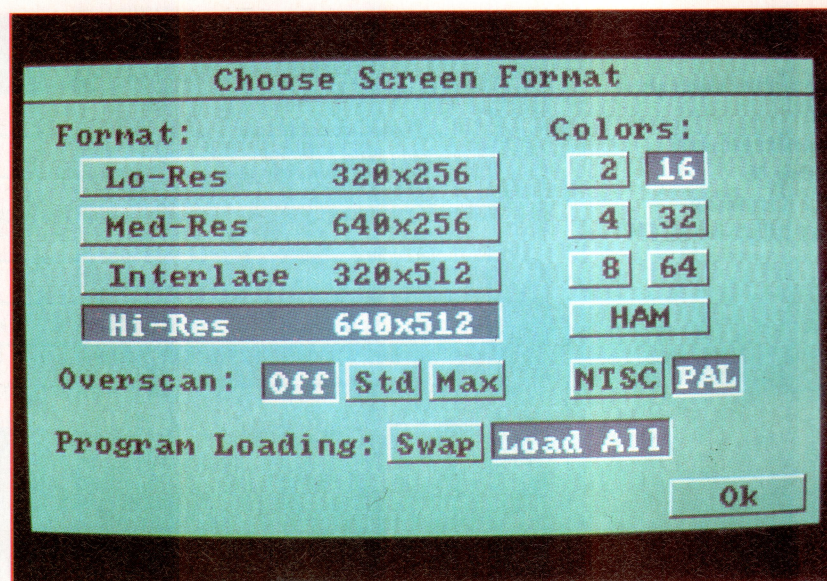 Choose Screen Format
Format:
Colors:
Lo-Res 320x256
2 16
Med-Res 640x256
4 32
Interlace 320x512
8 64
Hi-Res 640x512
HAM
Overscan: Off Std Max
NTSC PAL
Program Loading: Swap Load All
Ok